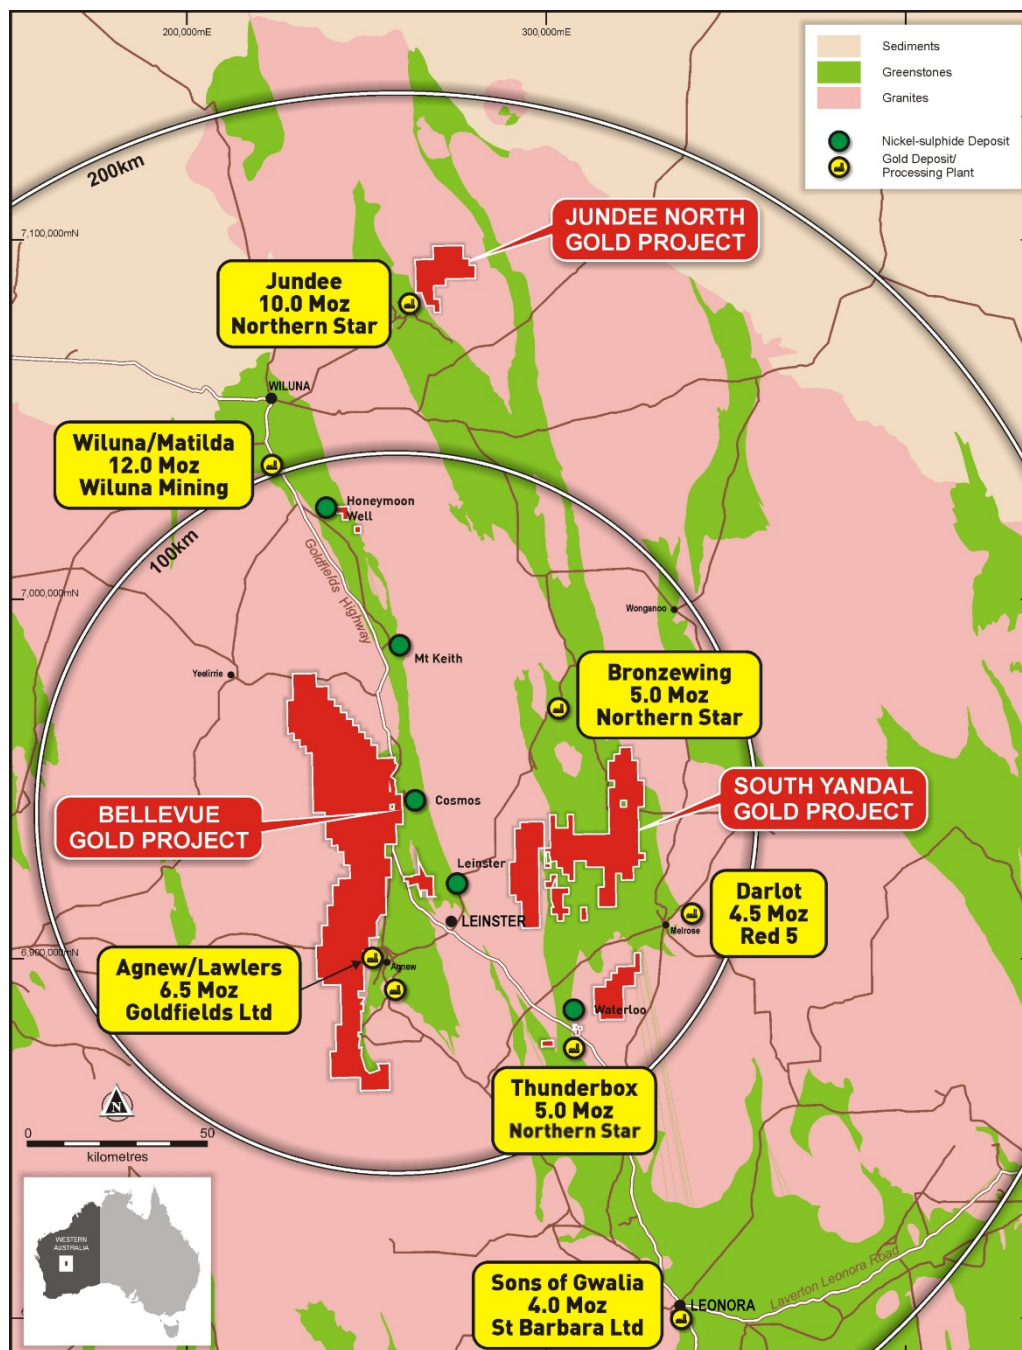 200,000mE
300,000mE
Sediments
Greenstones
Granites
Nickel-sulphide Deposit
Gold Deposit/
Processing Plant
200km
7,100,000mN
JUNDEE NORTH
GOLD PROJECT
Jundee
10.0 Moz
Northern Star
WILUNA
Wiluna/Matilda
12.0 Moz
Wiluna Mining
Honeymoon
Well
100km
Goldfields Highway
7,000,000mN
Wonganoo
Mt Keith
Yeelirrie
Bronzewing
5.0 Moz
Northern Star
BELLEVUE
GOLD PROJECT
Cosmos
SOUTH YANDAL
GOLD PROJECT
Leinster
LEINSTER
Darlot
4.5 Moz
Red 5
Melrose
6,900,000mN
Agnew/Lawlers
6.5 Moz
Goldfields Ltd
Agnew
Waterloo
Thunderbox
5.0 Moz
Northern Star
N
0
50
kilometres
WESTERN
AUSTRALIA
Laverton Leonora Road
Sons of Gwalia
4.0 Moz
St Barbara Ltd
LEONORA